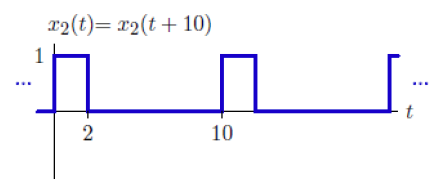 x₂(t)= x₂(t + 10)
1
... ...
t
2 10